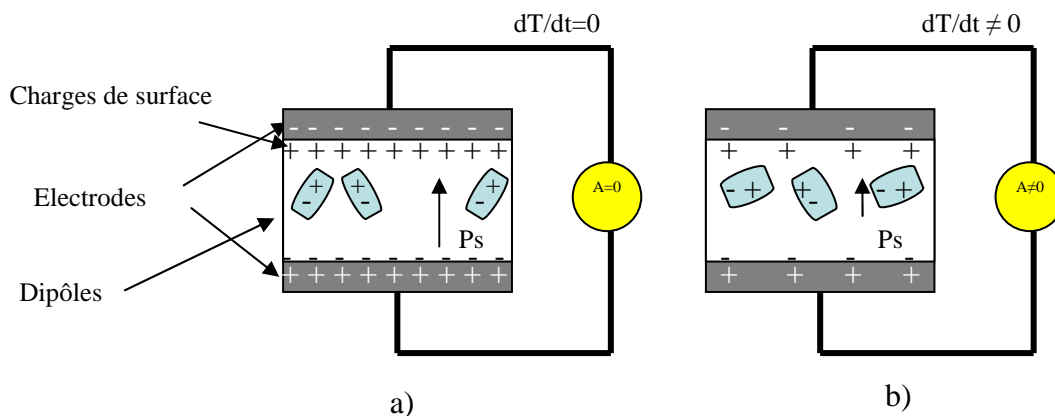 dT/dt=0
dT/dt ≠ 0
Charges de surface
- - - - - - - - -
+ + + + + + + + +
Electrodes
+ + +
- - -
A=0
Ps
- - - - - - - - -
+ + + + + + + + +
Dipôles
- - - -
+ + + +
- + + - +
-
A≠0
Ps
- - - -
+ + + +
a)
b)